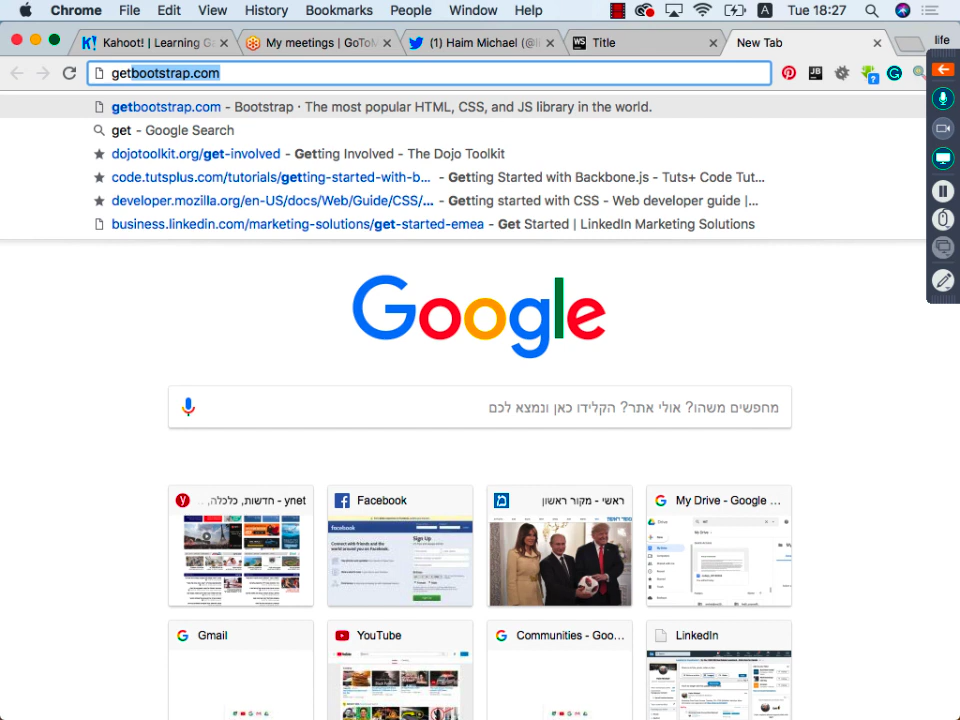 Chrome File Edit View History Bookmarks People Window Help Tue 18:27
Kahoot! | Learning Ga
My meetings | GoToM
(1) Haim Michael (@li
Title
New Tab
life
getbootstrap.com
getbootstrap.com - Bootstrap · The most popular HTML, CSS, and JS library in the world.
get - Google Search
dojotoolkit.org/get-involved - Getting Involved - The Dojo Toolkit
code.tutsplus.com/tutorials/getting-started-with-b... - Getting Started with Backbone.js - Tuts+ Code Tut...
developer.mozilla.org/en-US/docs/Web/Guide/CSS/... - Getting started with CSS - Web developer guide |...
business.linkedin.com/marketing-solutions/get-started-emea - Get Started | LinkedIn Marketing Solutions
Google
מחפשים משהו? אולי אתר? הקלידו כאן ונמצא לכם
ynet - חדשות, כלכלה, ...
Facebook
ראשי - מקור ראשון
My Drive - Google ...
Gmail
YouTube
Communities - Goo...
LinkedIn